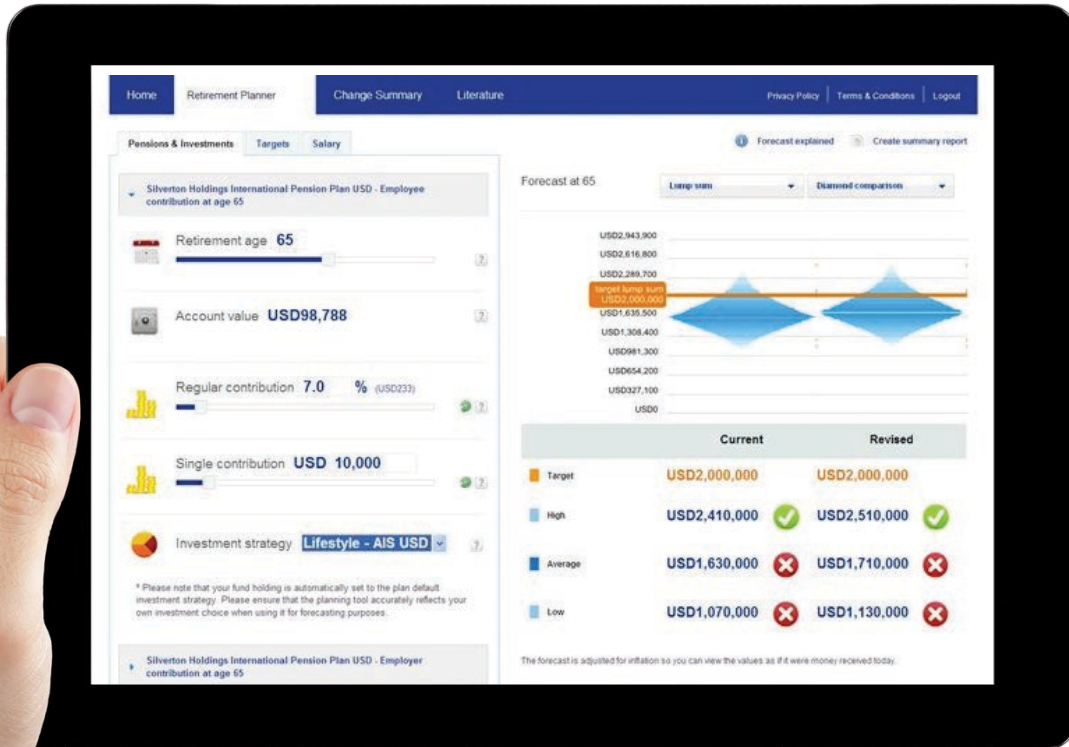 Home Retirement Planner Change Summary Literature Privacy Policy Terms & Conditions Logout
Pensions & Investments Targets Salary
Forecast explained Create summary report
Silverton Holdings International Pension Plan USD - Employee
contribution at age 65
Retirement age 65
?
Account value USD98,788
?
Regular contribution 7.0 % (USD233)
?
Single contribution USD 10,000
?
Investment strategy Lifestyle - AIS USD
?
* Please note that your fund holding is automatically set to the plan default
investment strategy. Please ensure that the planning tool accurately reflects your
own investment choice when using it for forecasting purposes.
Silverton Holdings International Pension Plan USD - Employer
contribution at age 65
Forecast at 65 Lump sum Diamond comparison
USD2,943,900
USD2,616,800
USD2,289,700
target lump sum
USD2,000,000
USD1,635,500
USD1,308,400
USD981,300
USD654,200
USD327,100
USD0
Current Revised
Target USD2,000,000 USD2,000,000
High USD2,410,000 USD2,510,000
Average USD1,630,000 USD1,710,000
Low USD1,070,000 USD1,130,000
The forecast is adjusted for inflation so you can view the values as if it were money received today.